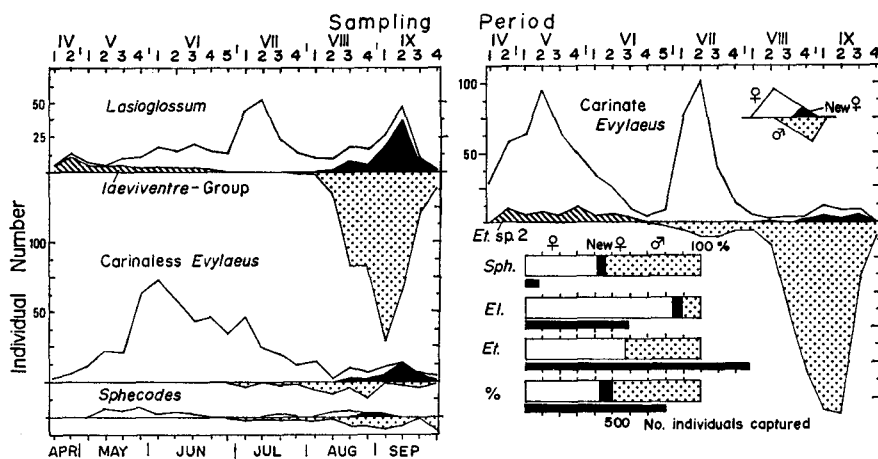 Sampling Period
IV V VI VII VIII IX
1 2 1 2 3 4 1 2 3 4 5 1 2 3 4 1 2 3 4 1 2 3 4
IV V VI VII VIII IX
1 2 1 2 3 4 1 2 3 4 5 1 2 3 4 1 2 3 4 1 2 3 4
Individual Number
50
25
Lasioglossum
laeviventre-Group
100
50
Carinaless Evylaeus
Sphecodes
APR MAY JUN JUL AUG SEP
100
50
Carinate
Evylaeus
♀ New♀
♂
Et. sp.2
♀ New♀ ♂ 100 %
Sph.
El.
Et.
%
500 No. individuals captured